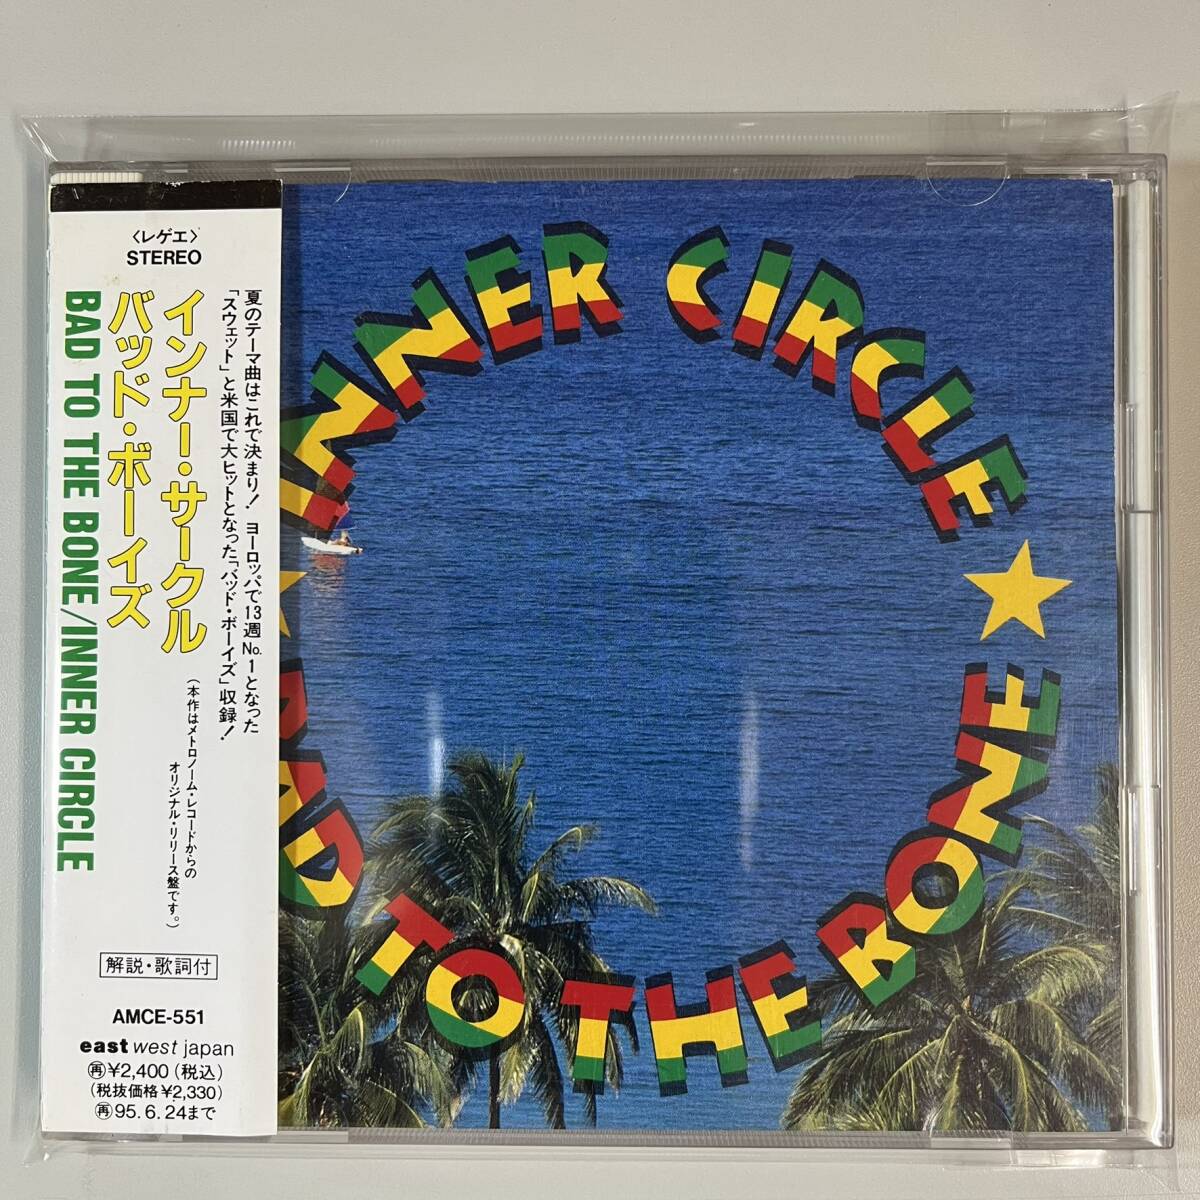 〈レゲエ〉
STEREO
夏のテーマ曲はこれで決まり! ヨーロッパで13週No.1となった
「スウェット」と米国で大ヒットとなった「バッド・ボーイズ」収録!
インナー・サークル
バッド・ボーイズ
BAD TO THE BONE/INNER CIRCLE
(本作はメトロノーム・レコードからの
オリジナル・リリース盤です。)
解説・歌詞付
AMCE-551
east west japan
再¥2,400(税込)
(税抜価格¥2,330)
再95.6.24まで
INNER CIRCLE
BAD TO THE BONE